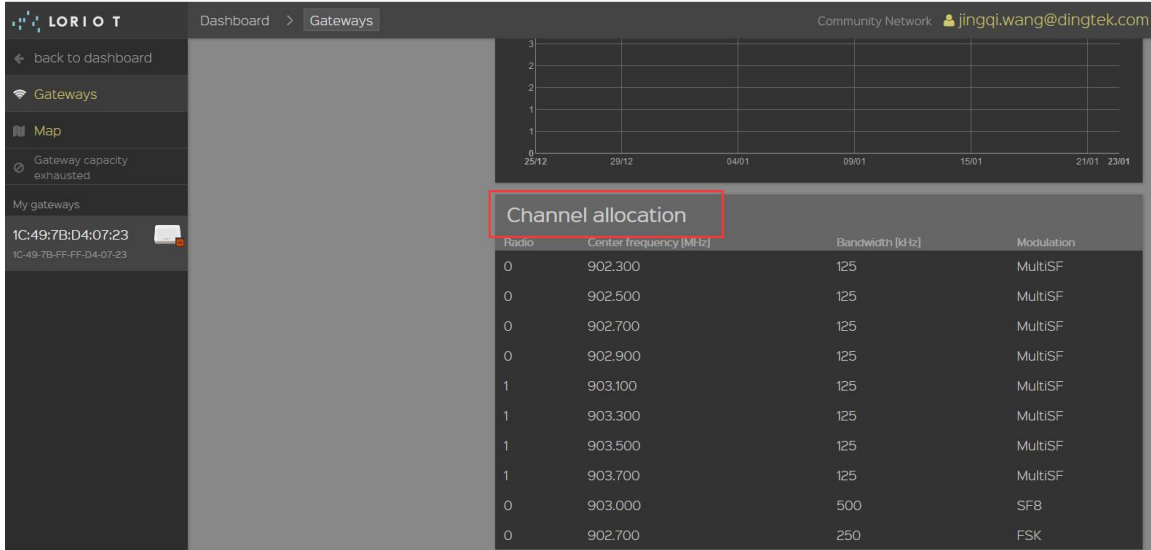 LORIOT
Dashboard > Gateways
Community Network jingqi.wang@dingtek.com
back to dashboard
Gateways
Map
Gateway capacity
exhausted
My gateways
1C:49:7B:D4:07:23
1C-49-7B-FF-FF-D4-07-23
3
2
2
1
1
0
25/12 29/12 04/01 09/01 15/01 21/01 23/01
Channel allocation
Radio Center frequency [MHz] Bandwidth [kHz] Modulation
0 902.300 125 MultiSF
0 902.500 125 MultiSF
0 902.700 125 MultiSF
0 902.900 125 MultiSF
1 903.100 125 MultiSF
1 903.300 125 MultiSF
1 903.500 125 MultiSF
1 903.700 125 MultiSF
0 903.000 500 SF8
0 902.700 250 FSK